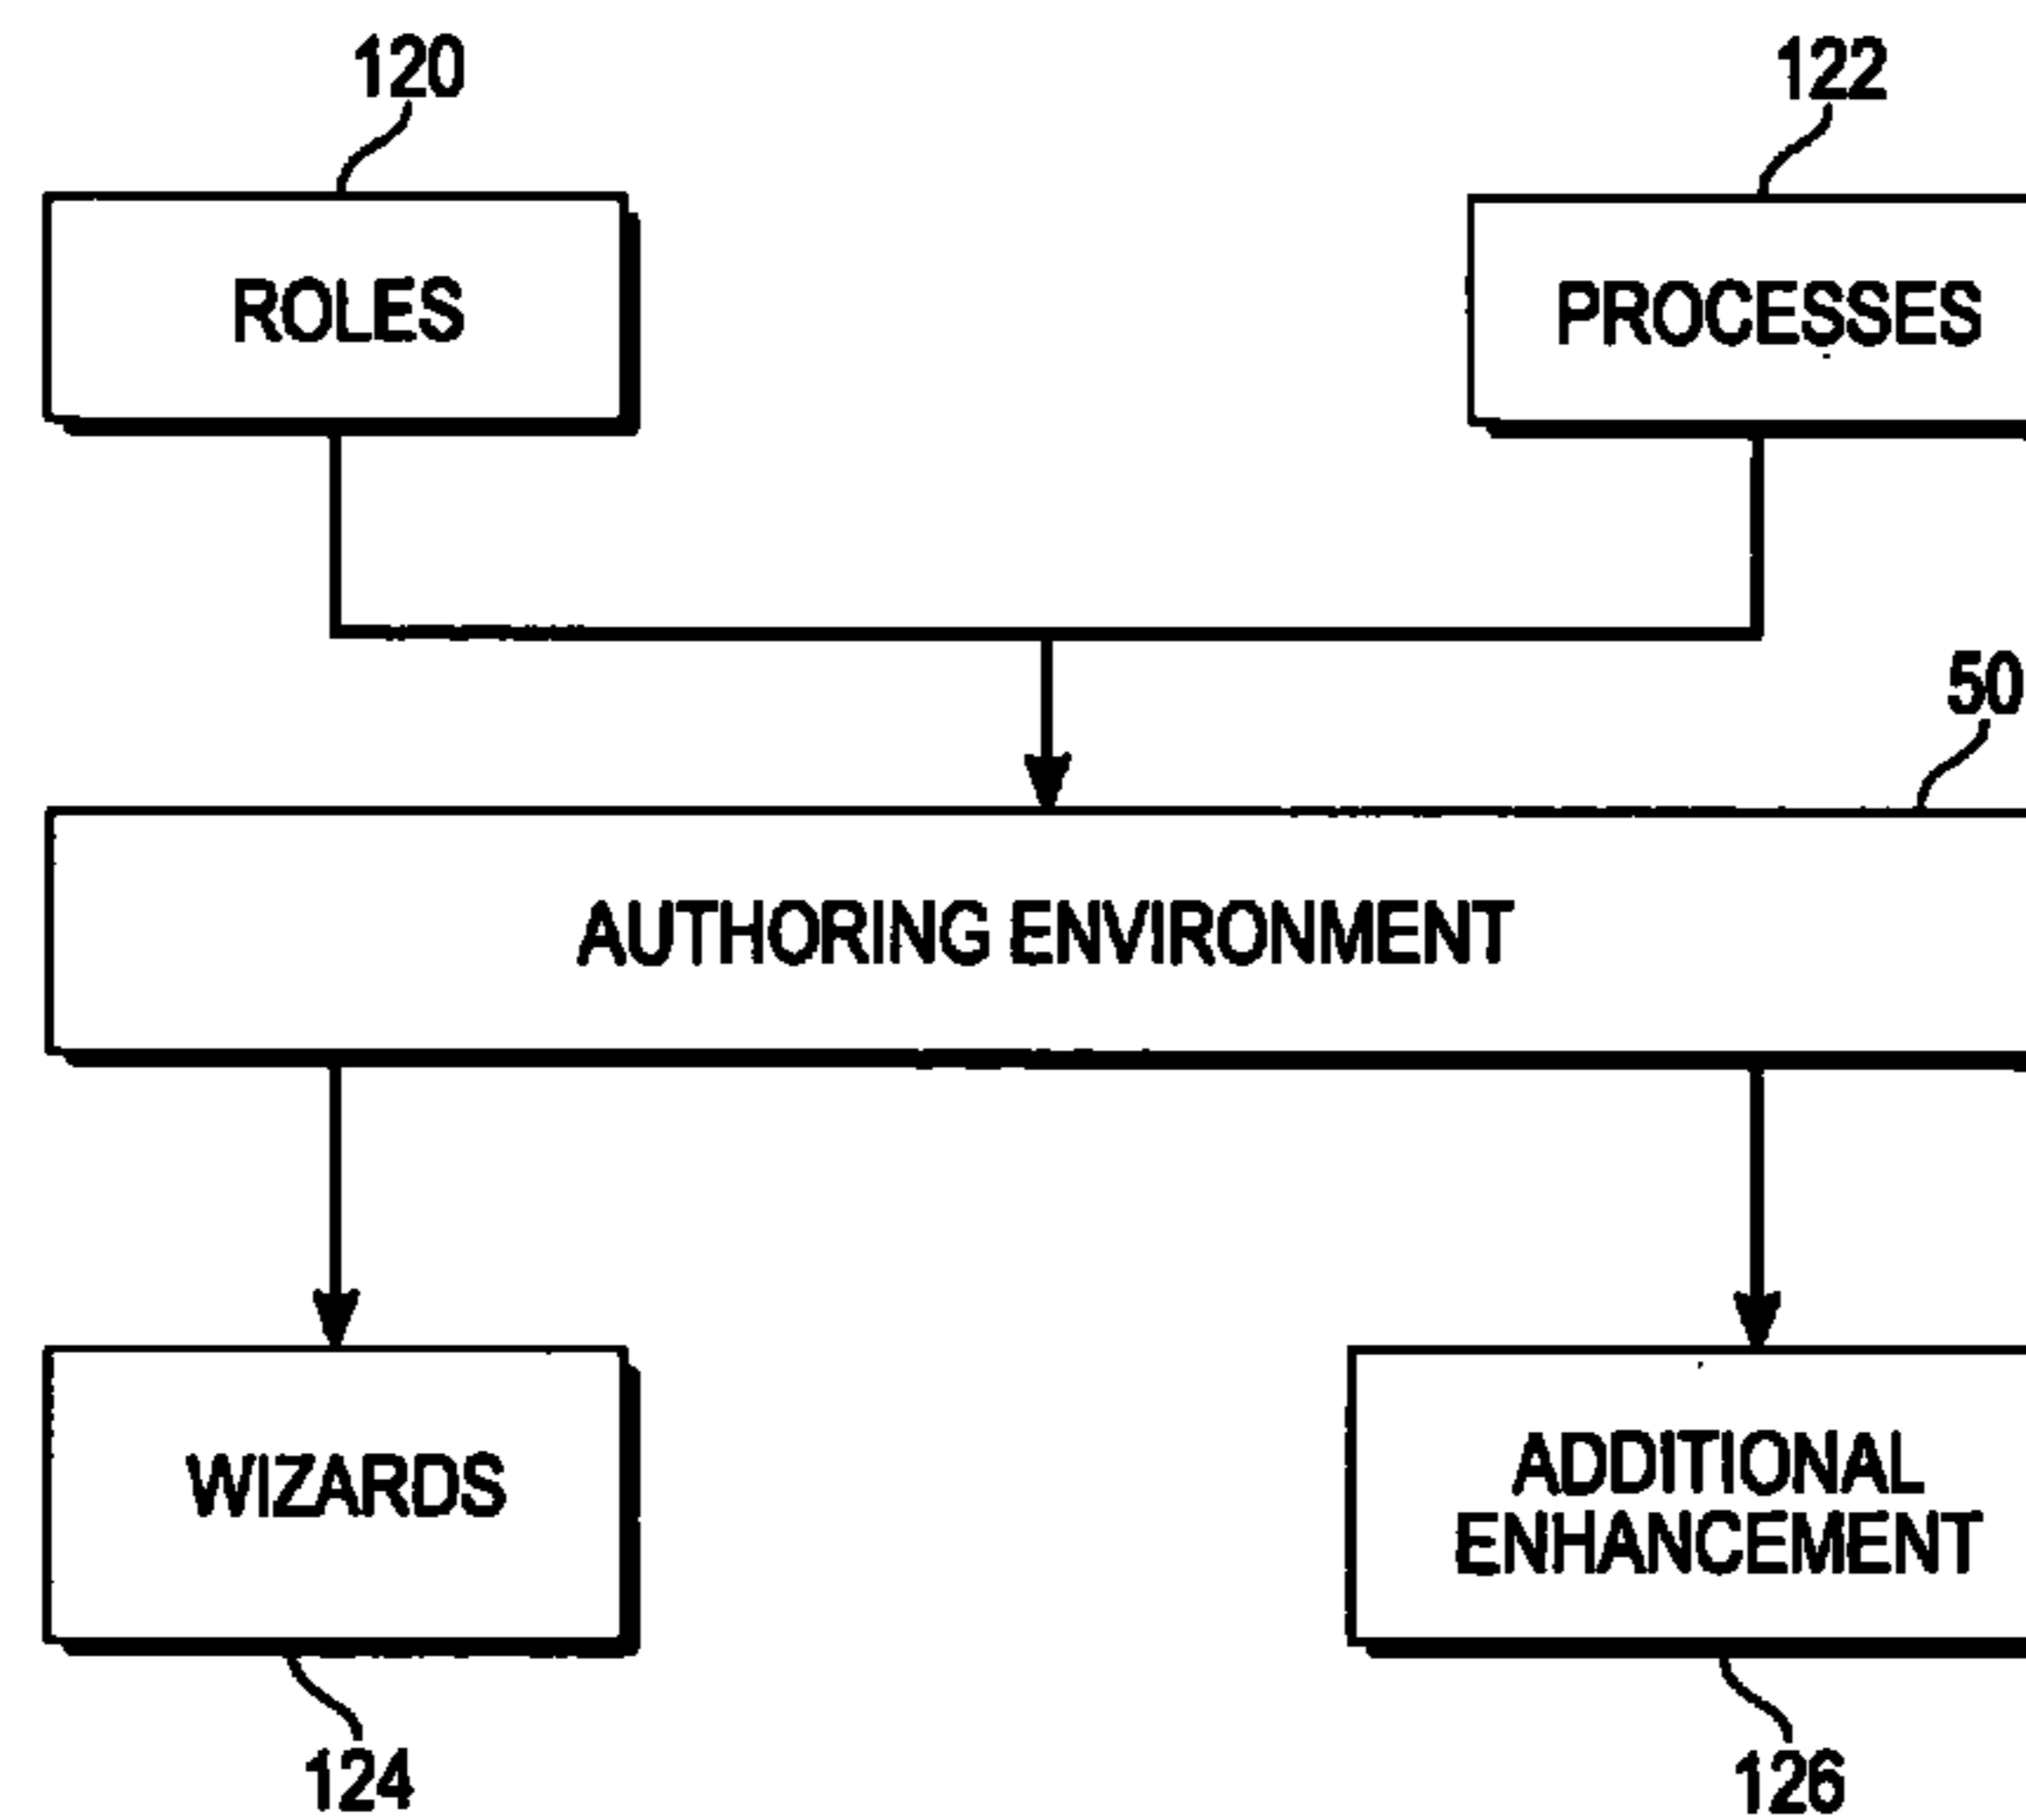 120
122
ROLES
PROCESSES
50
AUTHORING ENVIRONMENT
WIZARDS
ADDITIONAL
ENHANCEMENT
124
126